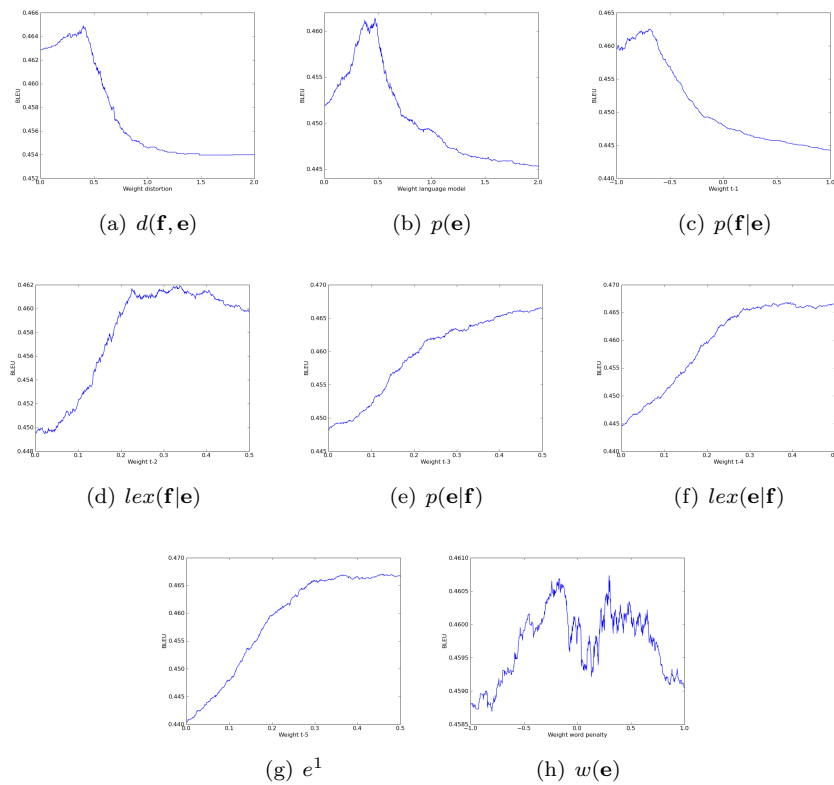 0.466
0.464
0.462
0.460
0.458
0.456
0.454
0.452
BLEU
0.0 0.5 1.0 1.5 2.0
Weight distortion
(a) d(f, e)
0.460
0.455
0.450
0.445
BLEU
0.0 0.5 1.0 1.5 2.0
Weight language model
(b) p(e)
0.465
0.460
0.455
0.450
0.445
0.440
BLEU
−1.0 −0.5 0.0 0.5 1.0
Weight t-1
(c) p(f|e)
0.462
0.460
0.458
0.456
0.454
0.452
0.450
0.448
BLEU
0.0 0.1 0.2 0.3 0.4 0.5
Weight t-2
(d) lex(f|e)
0.470
0.465
0.460
0.455
0.450
0.445
BLEU
0.0 0.1 0.2 0.3 0.4 0.5
Weight t-3
(e) p(e|f)
0.470
0.465
0.460
0.455
0.450
0.445
0.440
BLEU
0.0 0.1 0.2 0.3 0.4 0.5
Weight t-4
(f) lex(e|f)
0.470
0.465
0.460
0.455
0.450
0.445
0.440
BLEU
0.0 0.1 0.2 0.3 0.4 0.5
Weight t-5
(g) e¹
0.4610
0.4605
0.4600
0.4595
0.4590
0.4585
BLEU
−1.0 −0.5 0.0 0.5 1.0
Weight word penalty
(h) w(e)